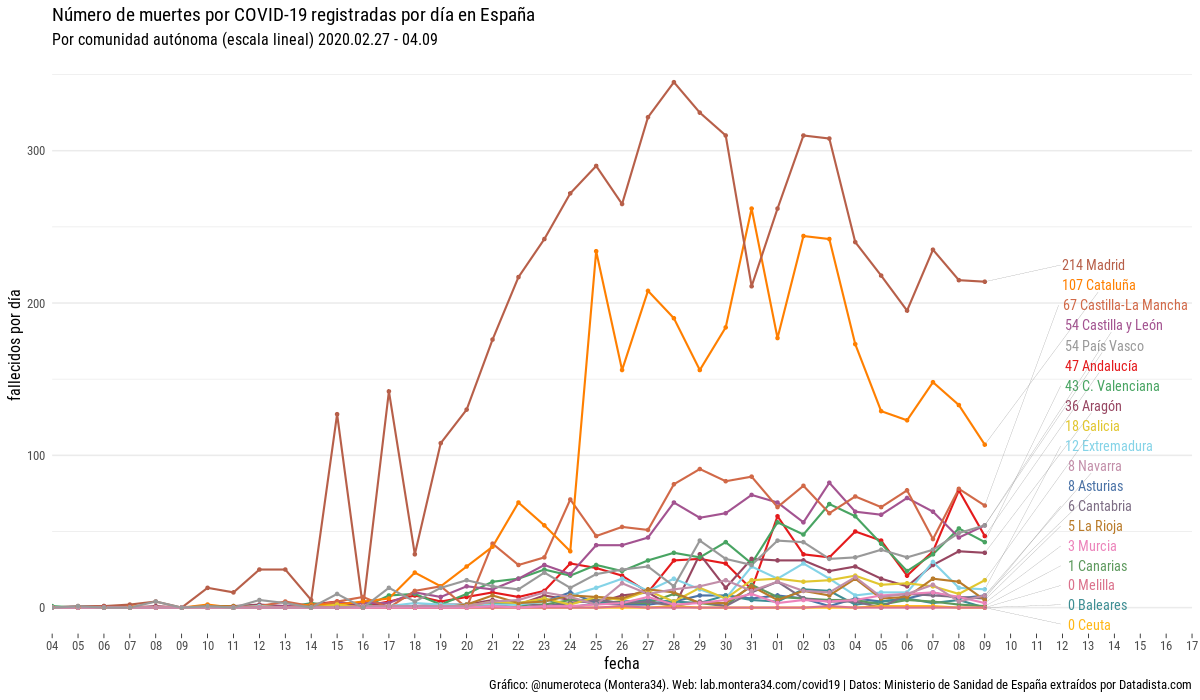 Número de muertes por COVID-19 registradas por día en España
Por comunidad autónoma (escala lineal) 2020.02.27 - 04.09
fallecidos por día
300
200
100
0
214 Madrid
107 Cataluña
67 Castilla-La Mancha
54 Castilla y León
54 País Vasco
47 Andalucía
43 C. Valenciana
36 Aragón
18 Galicia
12 Extremadura
8 Navarra
8 Asturias
6 Cantabria
5 La Rioja
3 Murcia
1 Canarias
0 Melilla
0 Baleares
0 Ceuta
04 05 06 07 08 09 10 11 12 13 14 15 16 17 18 19 20 21 22 23 24 25 26 27 28 29 30 31 01 02 03 04 05 06 07 08 09 10 11 12 13 14 15 16 17
fecha
Gráfico: @numeroteca (Montera34). Web: lab.montera34.com/covid19 | Datos: Ministerio de Sanidad de España extraídos por Datadista.com